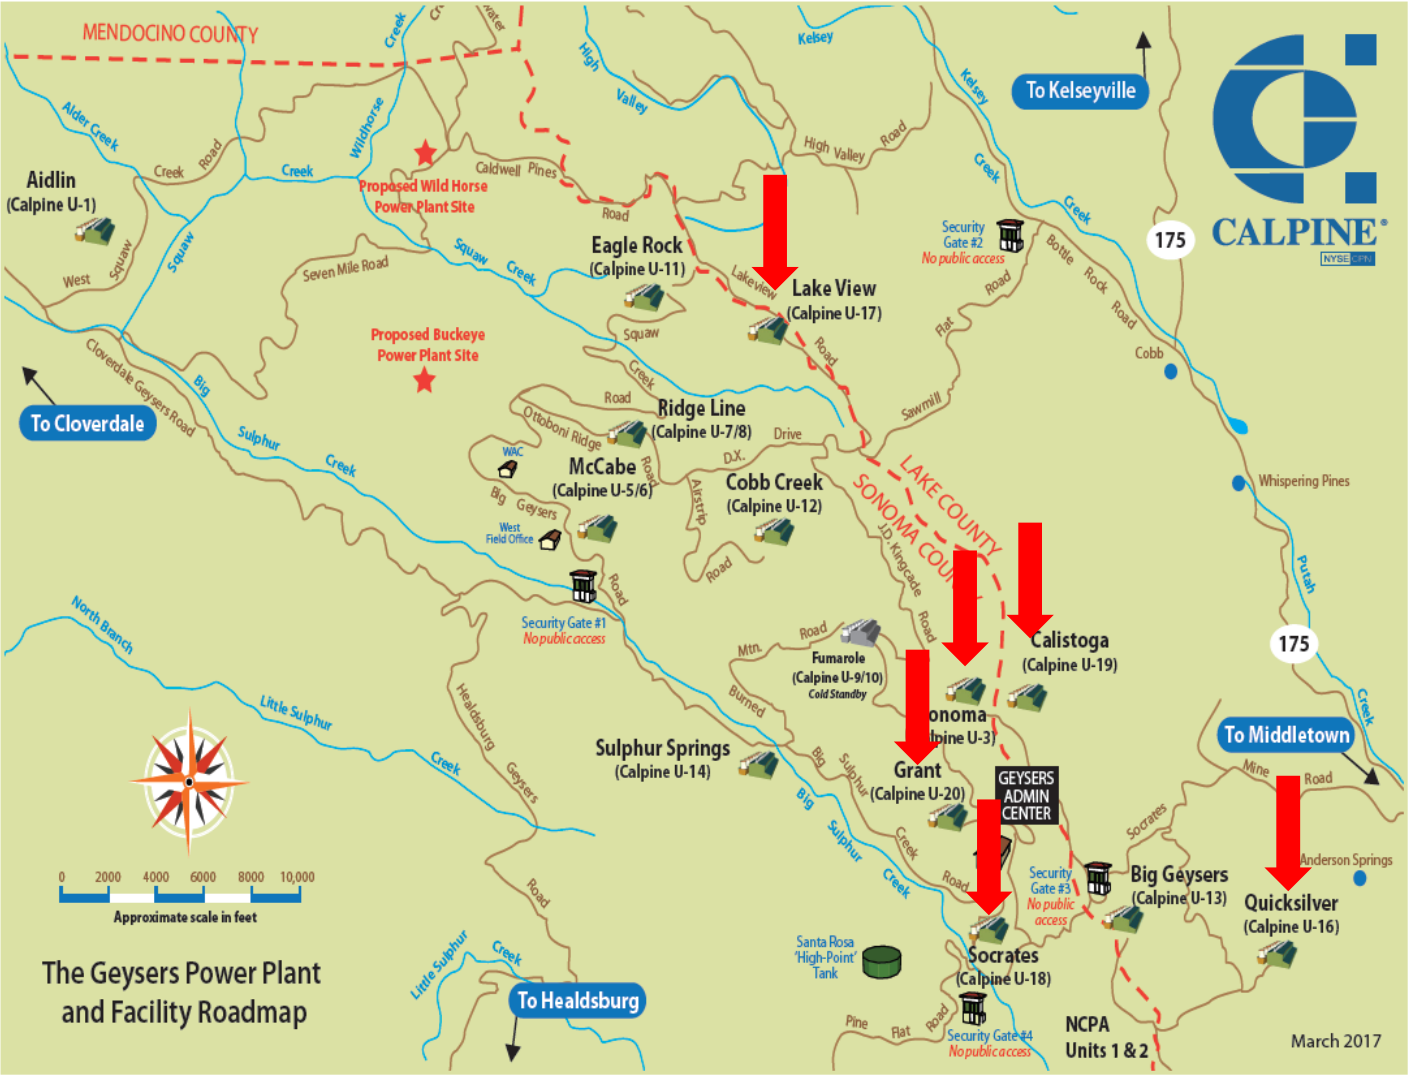 MENDOCINO COUNTY
Creek
Kelsey
High
Valley
Kelsey
Creek
Creek
To Kelseyville
CALPINE®
NYSE CPN
Alder Creek
Wildhorse
Creek Road
Creek
Caldwell Pines
Road
High Valley Road
Aidlin
(Calpine U-1)
Proposed Wild Horse
Power Plant Site
West Squaw
Squaw
Squaw Creek
Seven Mile Road
Eagle Rock
(Calpine U-11)
Security
Gate #2
No public access
175
Bottle Rock Road
Lakeview
Road
Lake View
(Calpine U-17)
Sawmill Flat Road
Squaw
Creek
Road
Proposed Buckeye
Power Plant Site
Cobb
Cloverdale Geysers Road
To Cloverdale
Big
Sulphur
Creek
Ridge Line
(Calpine U-7/8)
Ottoboni Ridge
Road
D.X. Drive
WAC
McCabe
(Calpine U-5/6)
Cobb Creek
(Calpine U-12)
LAKE COUNTY
SONOMA COU
Whispering Pines
Big Geysers
Road
Airstrip
Road
J.D. Kingcade
Road
West
Field Office
Putah
Creek
Security Gate #1
No public access
North Branch
Little Sulphur
Creek
Mtn. Road
Burned
Fumarole
(Calpine U-9/10)
Cold Standby
Calistoga
(Calpine U-19)
175
onoma
lpine U-3)
Healdsburg
Geysers
Road
Sulphur Springs
(Calpine U-14)
Big Sulphur
Creek
Road
Big
Sulphur
Creek
Grant
(Calpine U-20)
GEYSERS
ADMIN
CENTER
To Middletown
Socrates
Mine Road
Anderson Springs
Security
Gate #3
No public
access
Big Geysers
(Calpine U-13)
Quicksilver
(Calpine U-16)
0 2000 4000 6000 8000 10,000
Approximate scale in feet
The Geysers Power Plant
and Facility Roadmap
Little Sulphur
Creek
To Healdsburg
Santa Rosa
'High-Point'
Tank
Socrates
(Calpine U-18)
Pine Flat Road
Security Gate #4
No public access
NCPA
Units 1 & 2
March 2017